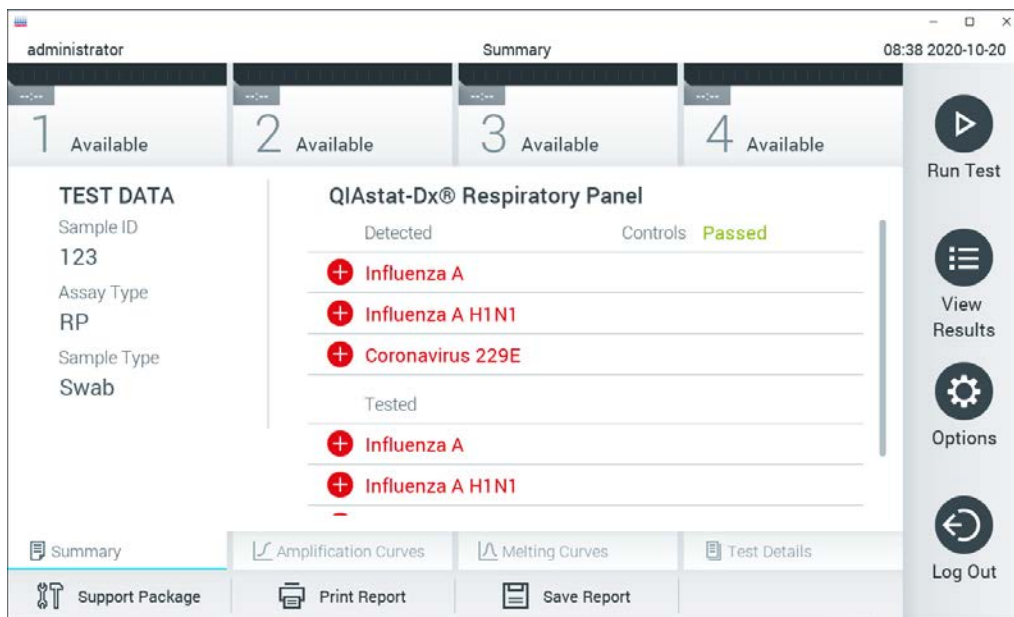 administrator Summary 08:38 2020-10-20
--:-- --:-- --:-- --:--
1 Available 2 Available 3 Available 4 Available
Run Test
TEST DATA
Sample ID
123
Assay Type
RP
Sample Type
Swab
QIAstat-Dx® Respiratory Panel
Detected Controls Passed
Influenza A
Influenza A H1N1
Coronavirus 229E
Tested
Influenza A
Influenza A H1N1
View
Results
Options
Log Out
Summary Amplification Curves Melting Curves Test Details
Support Package Print Report Save Report